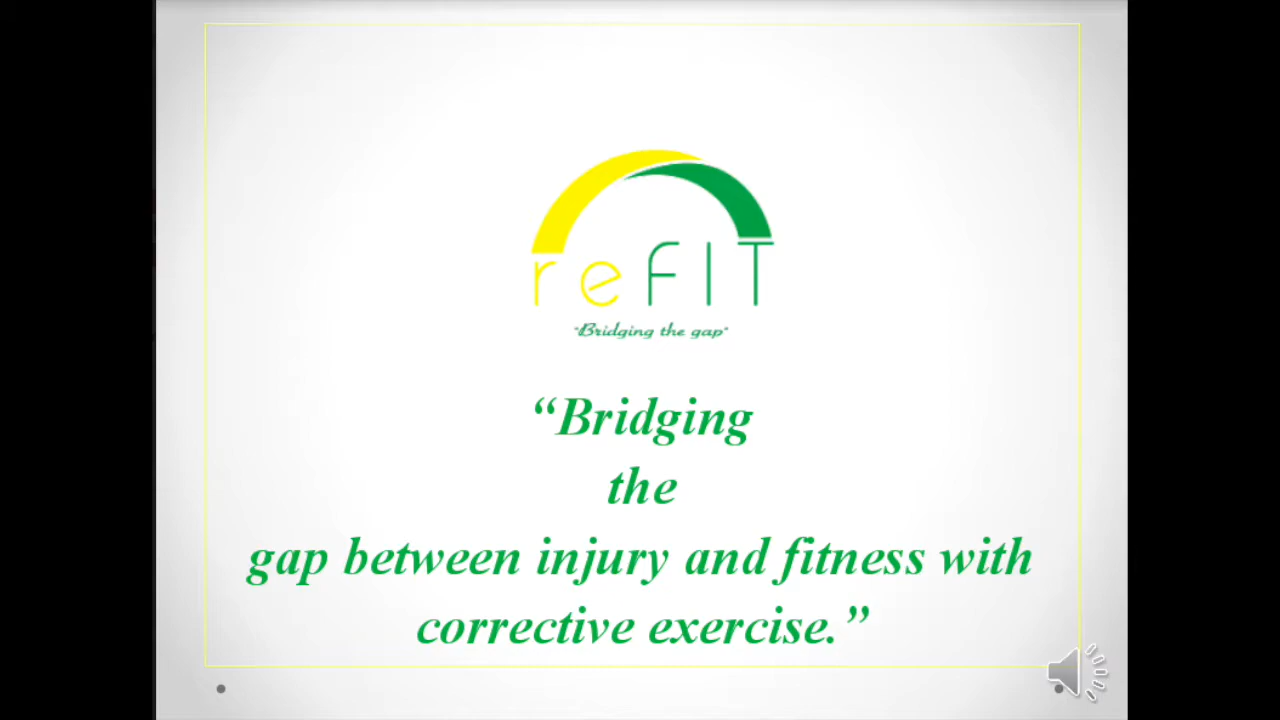 reFIT
"Bridging the gap"
“Bridging
the
gap between injury and fitness with
corrective exercise.”